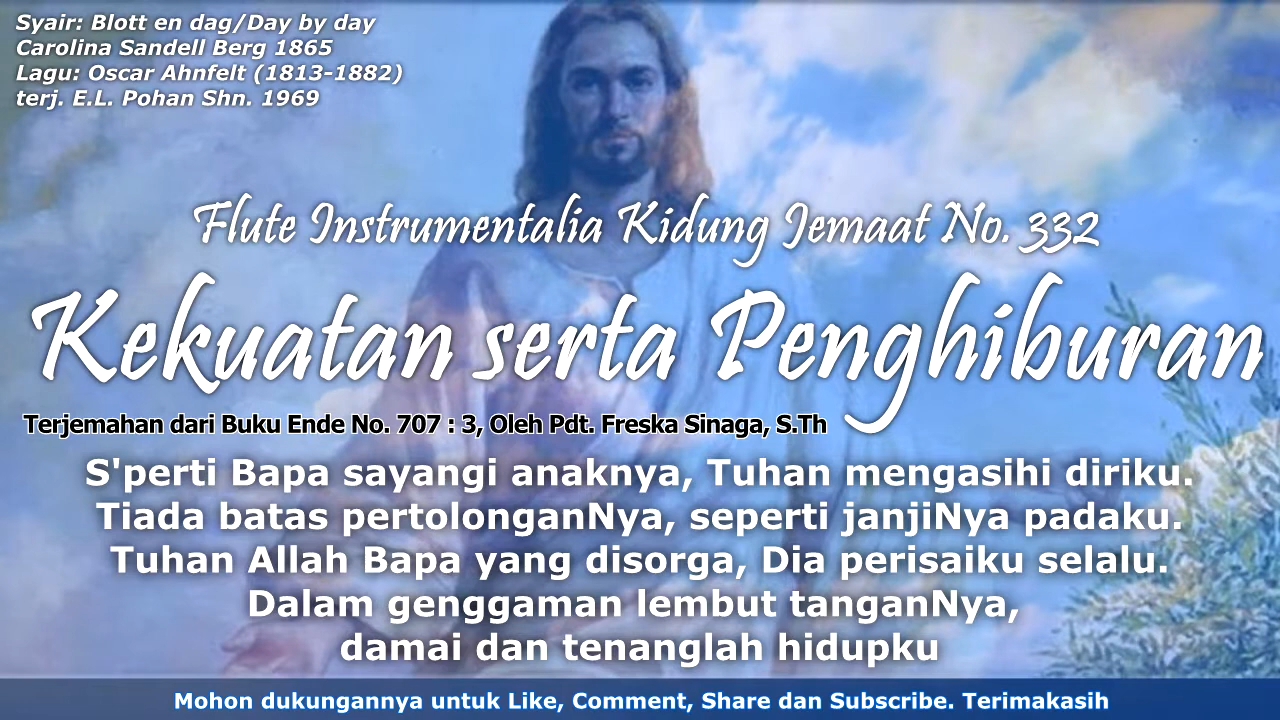 Syair: Blott en dag/Day by day
Carolina Sandell Berg 1865
Lagu: Oscar Ahnfelt (1813-1882)
terj. E.L. Pohan Shn. 1969
Flute Instrumentalia Kidung Jemaat No. 332
Kekuatan serta Penghiburan
Terjemahan dari Buku Ende No. 707 : 3, Oleh Pdt. Freska Sinaga, S.Th
S'perti Bapa sayangi anaknya, Tuhan mengasihi diriku.
Tiada batas pertolonganNya, seperti janjiNya padaku.
Tuhan Allah Bapa yang disorga, Dia perisaiku selalu.
Dalam genggaman lembut tanganNya,
damai dan tenanglah hidupku
Mohon dukungannya untuk Like, Comment, Share dan Subscribe. Terimakasih